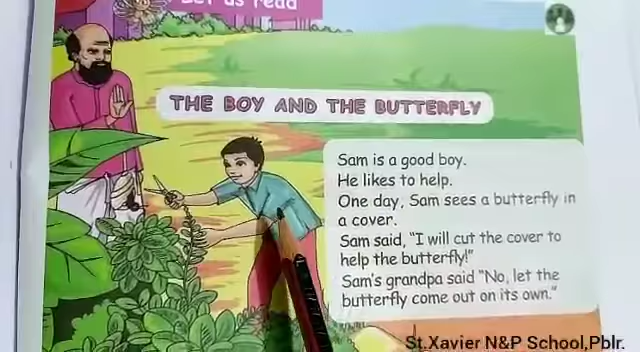 Let us read
THE BOY AND THE BUTTERFLY
Sam is a good boy.
He likes to help.
One day, Sam sees a butterfly in
a cover.
Sam said, “I will cut the cover to
help the butterfly!”
Sam's grandpa said “No, let the
butterfly come out on its own.”
St.Xavier N&P School,Pblr.